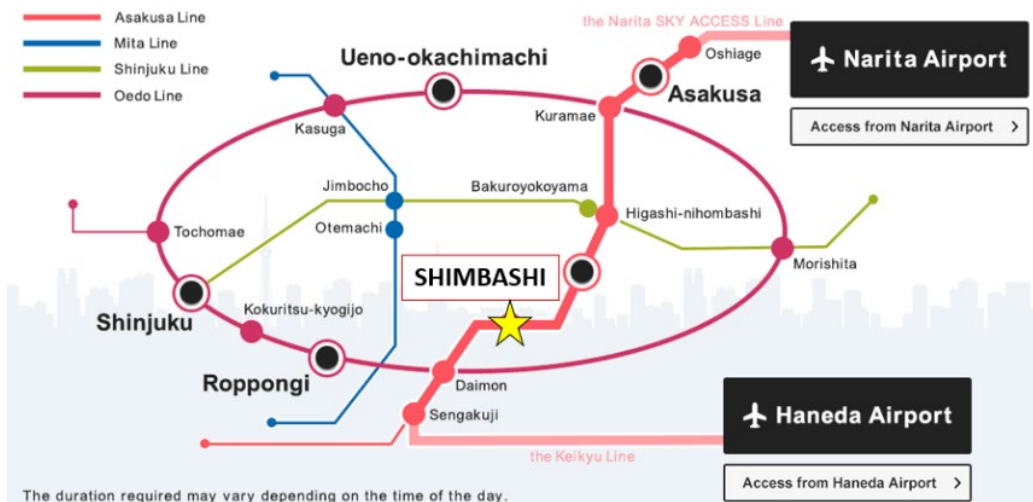 Asakusa Line
Mita Line
Shinjuku Line
Oedo Line
the Narita SKY ACCESS Line
Oshiage
Narita Airport
Ueno-okachimachi
Asakusa
Access from Narita Airport >
Kasuga
Kuramae
Jimbocho
Bakuroyokoyama
Otemachi
Higashi-nihombashi
Tochomae
Morishita
SHIMBASHI
Shinjuku
Kokuritsu-kyogijo
Roppongi
Daimon
Sengakuji
Haneda Airport
the Keikyu Line
Access from Haneda Airport >
The duration required may vary depending on the time of the day.